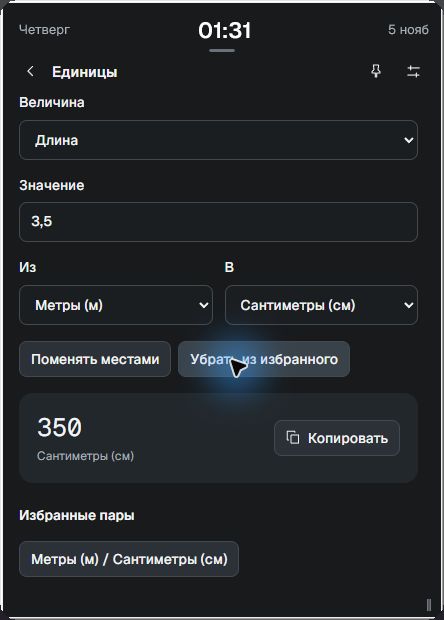 Четверг 01:31 5 нояб
Единицы
Величина
Длина
Значение
3,5
Из В
Метры (м) Сантиметры (см)
Поменять местами Убрать из избранного
350
Сантиметры (см)
Копировать
Избранные пары
Метры (м) / Сантиметры (см)